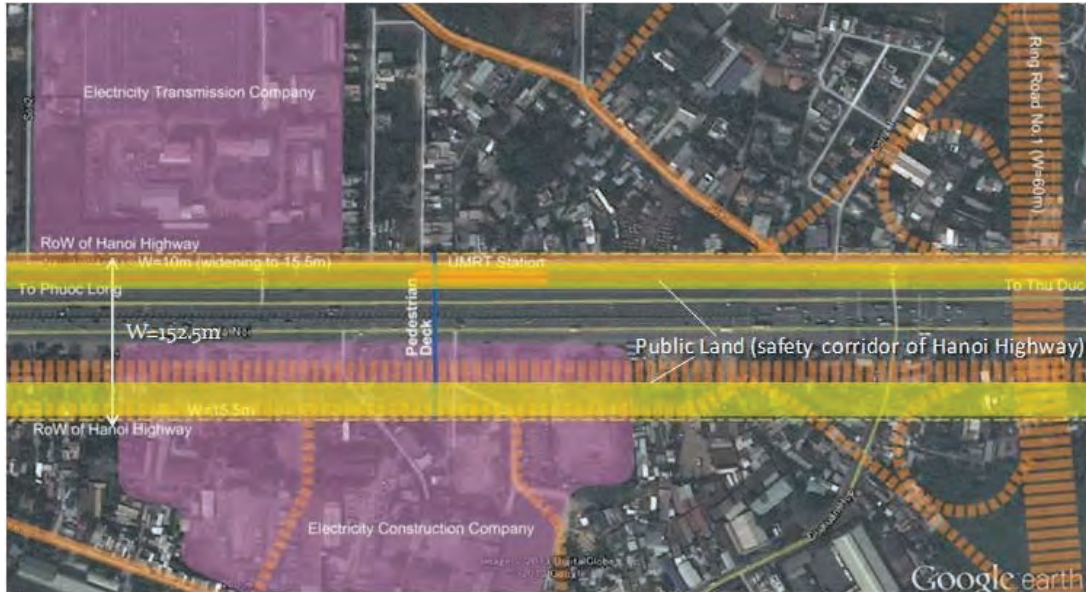 Electricity Transmission Company
Ring Road No.1 (W=60m)
RoW of Hanoi Highway
W=10m (widening to 15.5m)
UMRT Station
To Phuoc Long
To Thu Duc
Pedestrian
Deck
W=152.5m
Public Land (safety corridor of Hanoi Highway)
W=15.5m
RoW of Hanoi Highway
Electricity Construction Company
Google earth